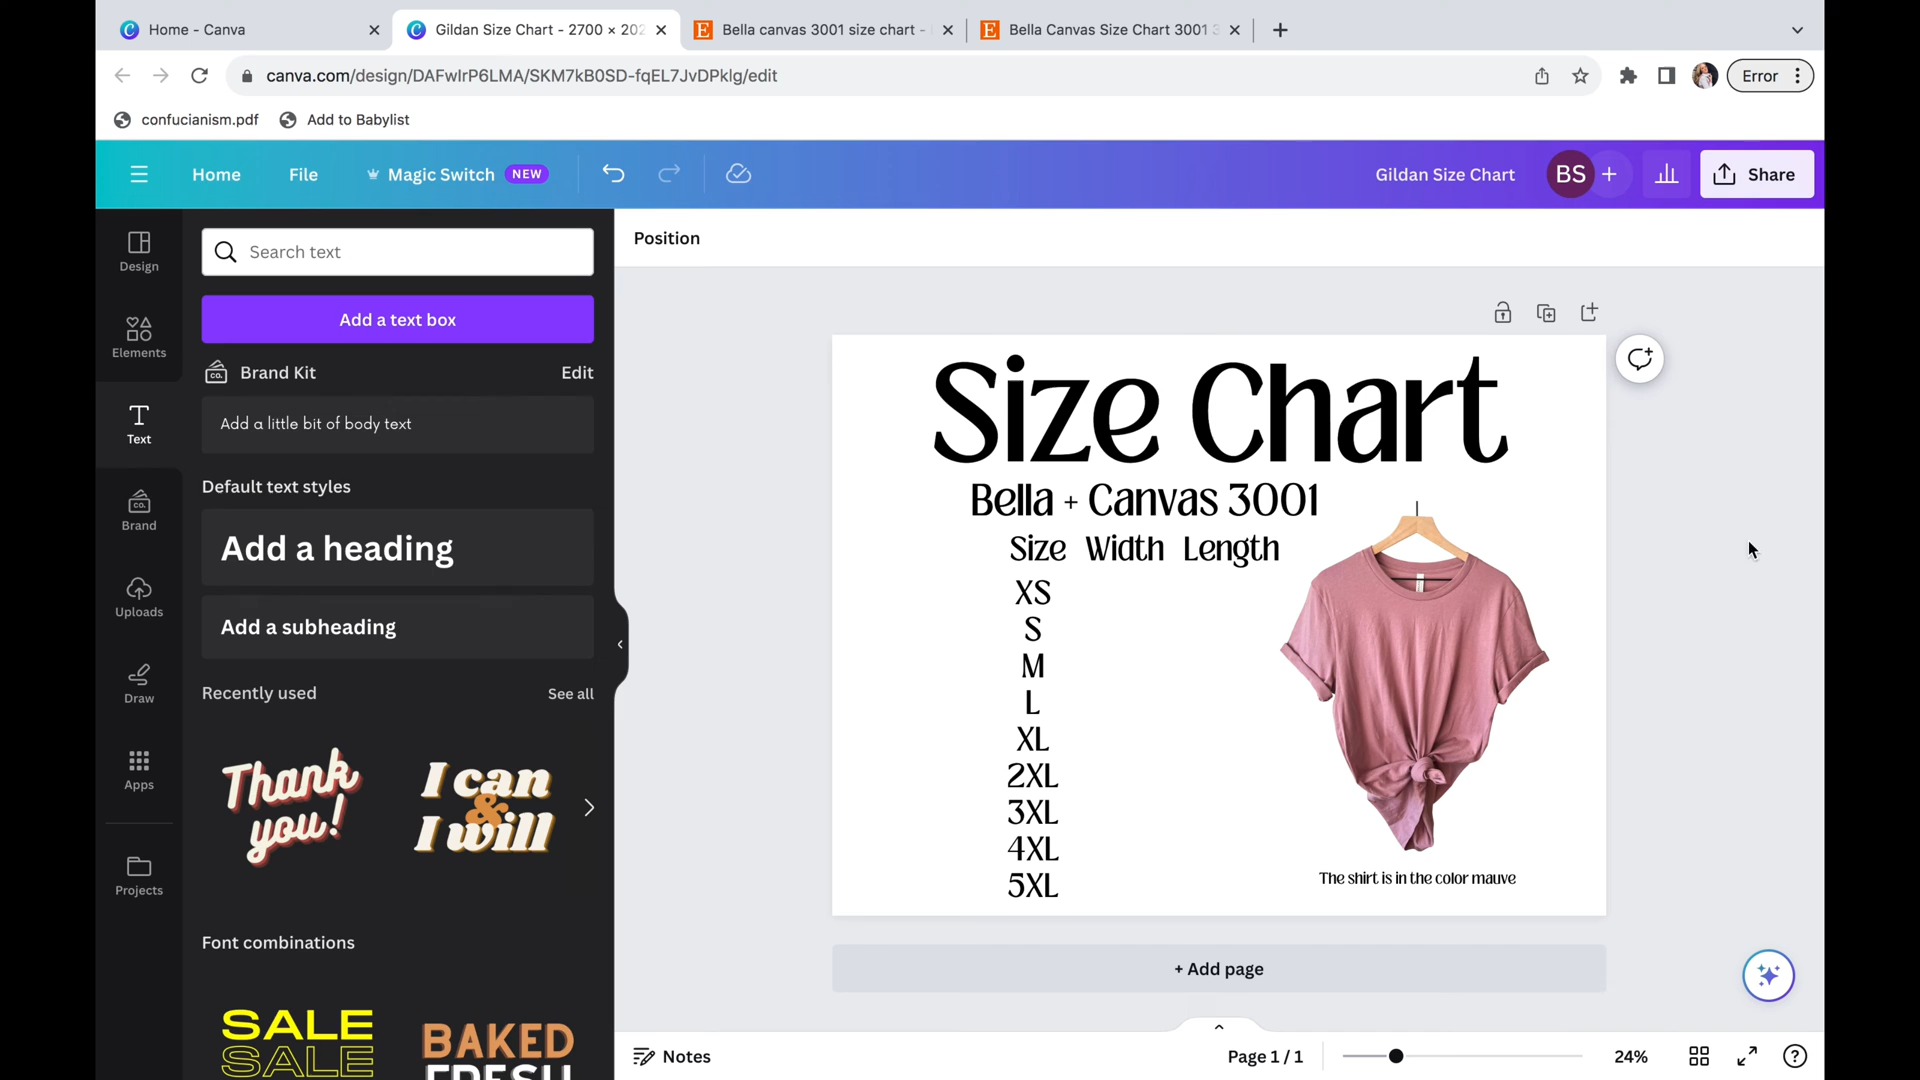 Home - Canva
Gildan Size Chart - 2700 × 202
Bella canvas 3001 size chart -
Bella Canvas Size Chart 3001 3
canva.com/design/DAFwIrP6LMA/SKM7kB0SD-fqEL7JvDPklg/edit
Error
confucianism.pdf
Add to Babylist
Home
File
Magic Switch
NEW
Gildan Size Chart
BS
Share
Design
Elements
Text
Brand
Uploads
Draw
Apps
Projects
Search text
Add a text box
Brand Kit
Edit
Add a little bit of body text
Default text styles
Add a heading
Add a subheading
Recently used
See all
Thank
you!
I can
&
I will
Font combinations
SALE
SALE
BAKED
FRESH
Position
Size Chart
Bella + Canvas 3001
Size Width Length
XS
S
M
L
XL
2XL
3XL
4XL
5XL
The shirt is in the color mauve
+ Add page
Notes
Page 1 / 1
24%